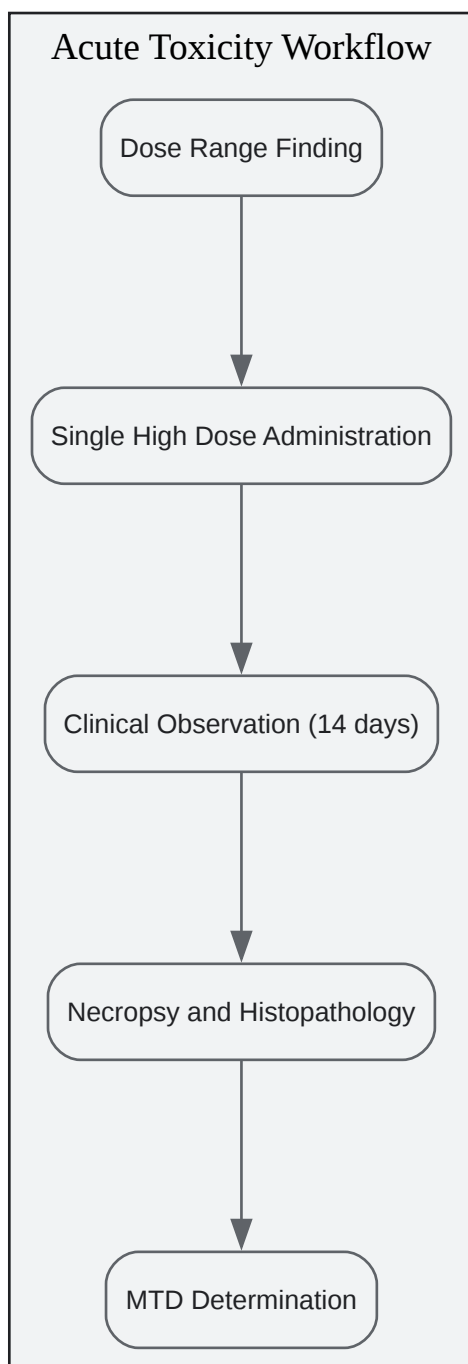 Acute Toxicity Workflow
Dose Range Finding
Single High Dose Administration
Clinical Observation (14 days)
Necropsy and Histopathology
MTD Determination